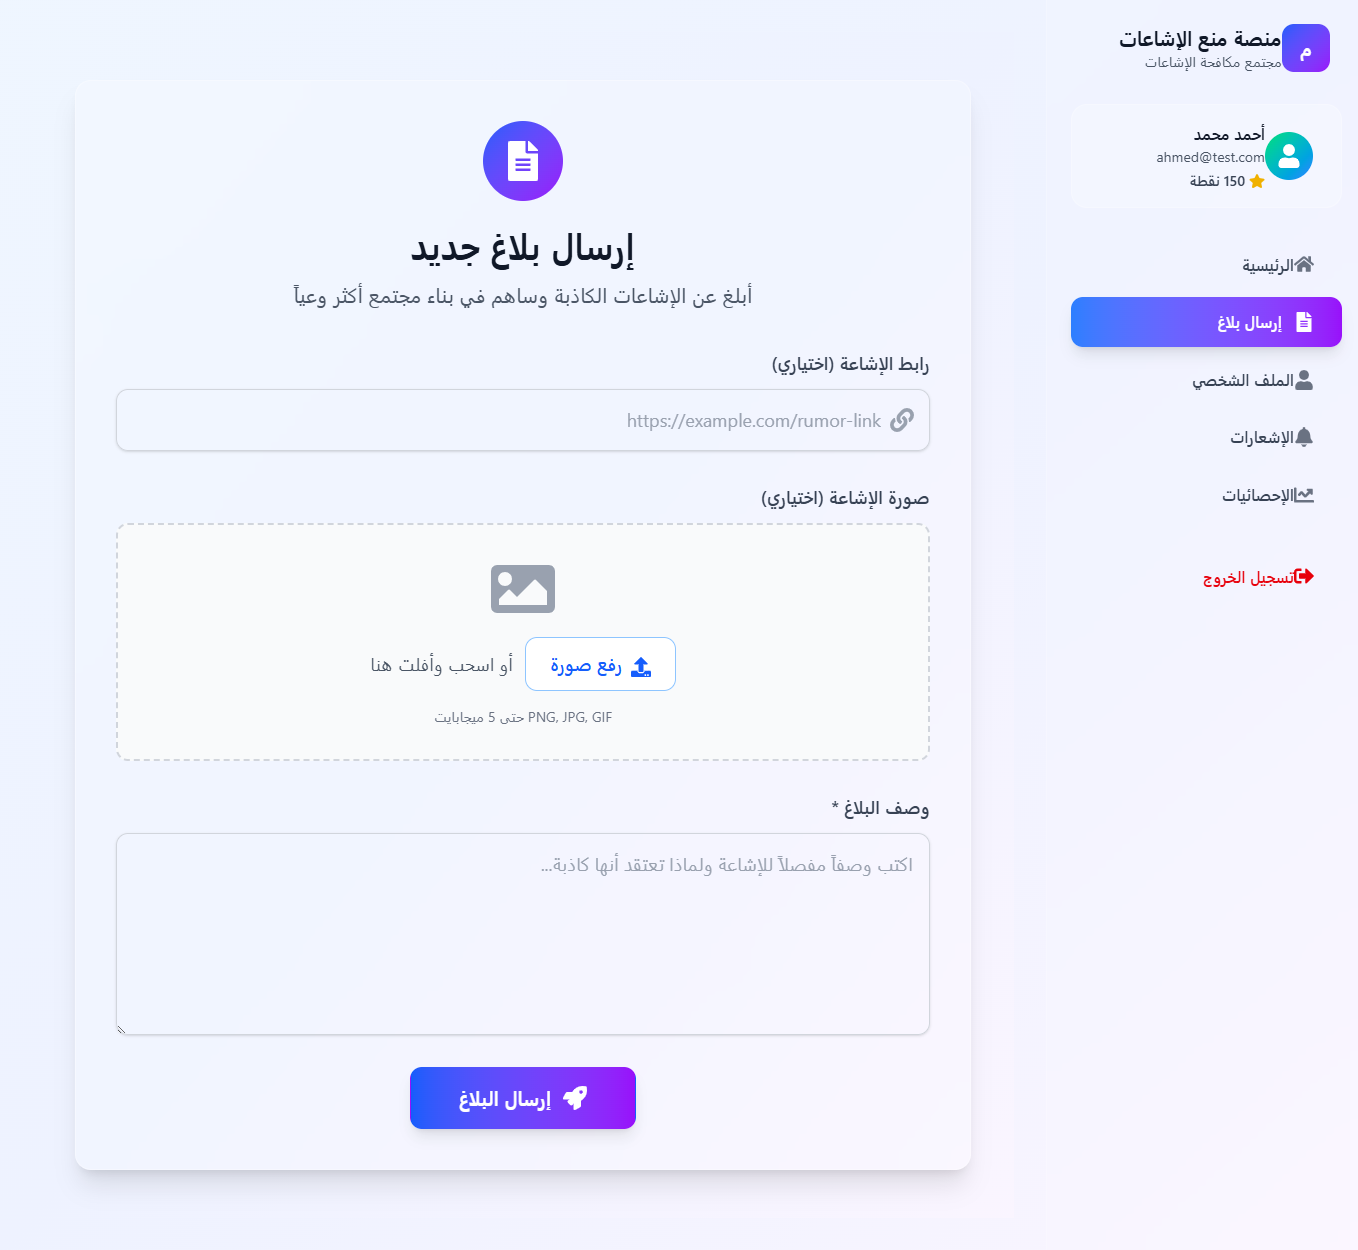 م
منصة منع الإشاعات
مجتمع مكافحة الإشاعات
أحمد محمد
ahmed@test.com
150 نقطة
الرئيسية
إرسال بلاغ
الملف الشخصي
الإشعارات
الإحصائيات
تسجيل الخروج
إرسال بلاغ جديد
أبلغ عن الإشاعات الكاذبة وساهم في بناء مجتمع أكثر وعياً
رابط الإشاعة (اختياري)
https://example.com/rumor-link
صورة الإشاعة (اختياري)
رفع صورة أو اسحب وأفلت هنا
PNG, JPG, GIF حتى 5 ميجابايت
وصف البلاغ *
اكتب وصفاً مفصلاً للإشاعة ولماذا تعتقد أنها كاذبة...
إرسال البلاغ